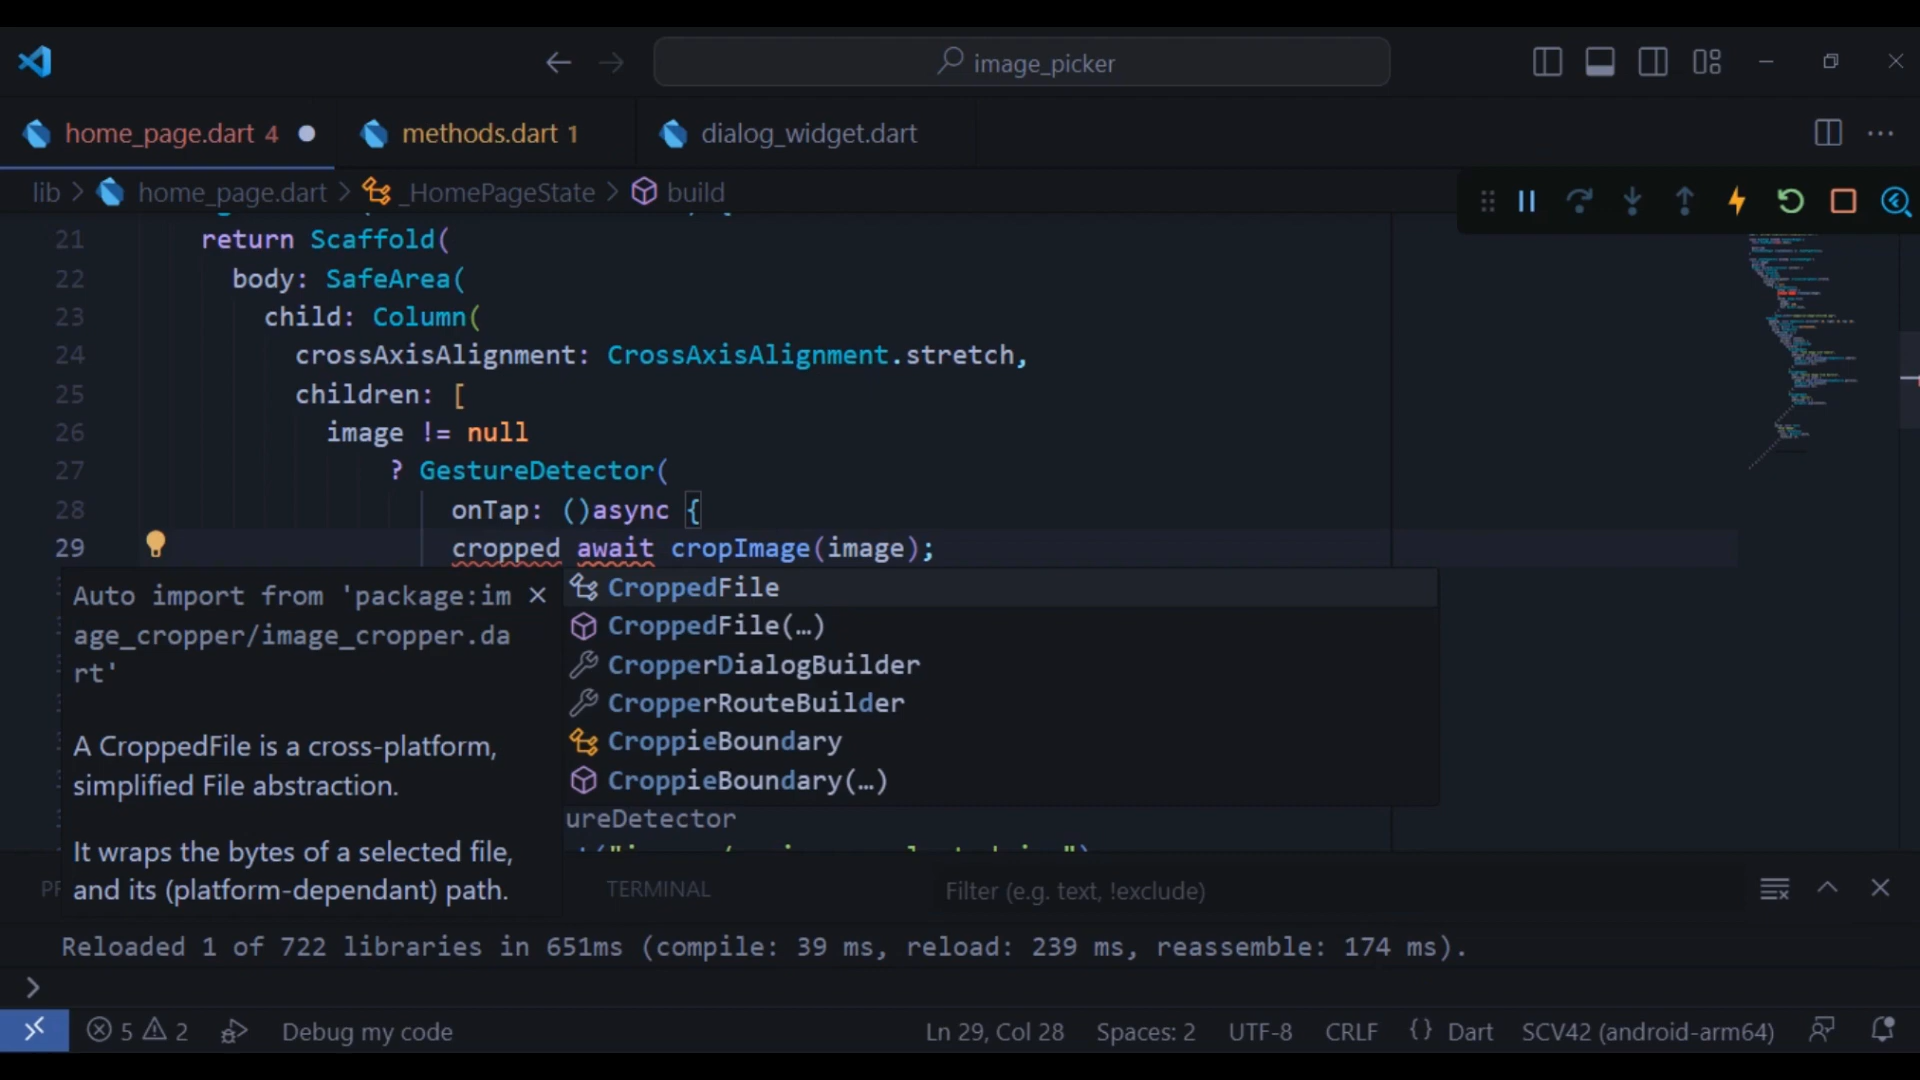 image_picker
home_page.dart 4
methods.dart 1
dialog_widget.dart
lib > home_page.dart > _HomePageState > build
21 return Scaffold(
22 body: SafeArea(
23 child: Column(
24 crossAxisAlignment: CrossAxisAlignment.stretch,
25 children: [
26 image != null
27 ? GestureDetector(
28 onTap: ()async {
29 cropped await cropImage(image);
Auto import from 'package:im
age_cropper/image_cropper.da
rt'
A CroppedFile is a cross-platform,
simplified File abstraction.
It wraps the bytes of a selected file,
and its (platform-dependant) path.
CroppedFile
CroppedFile(…)
CropperDialogBuilder
CropperRouteBuilder
CroppieBoundary
CroppieBoundary(…)
ureDetector
TERMINAL
Filter (e.g. text, !exclude)
Reloaded 1 of 722 libraries in 651ms (compile: 39 ms, reload: 239 ms, reassemble: 174 ms).
>
5 2 Debug my code Ln 29, Col 28 Spaces: 2 UTF-8 CRLF {} Dart SCV42 (android-arm64)